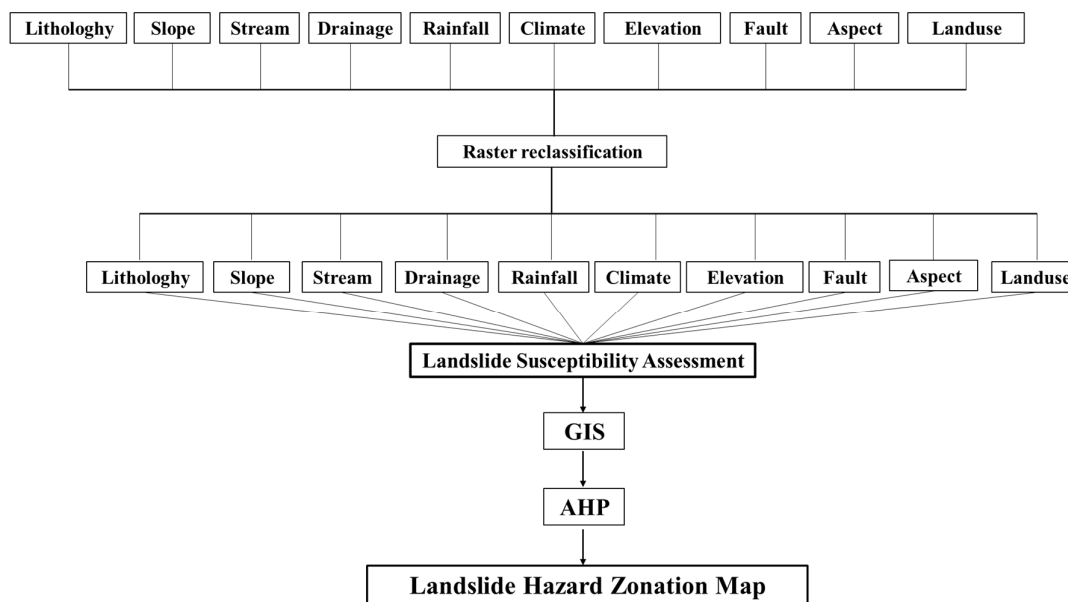 Lithologhy Slope Stream Drainage Rainfall Climate Elevation Fault Aspect Landuse
Raster reclassification
Lithologhy Slope Stream Drainage Rainfall Climate Elevation Fault Aspect Landuse
Landslide Susceptibility Assessment
GIS
AHP
Landslide Hazard Zonation Map